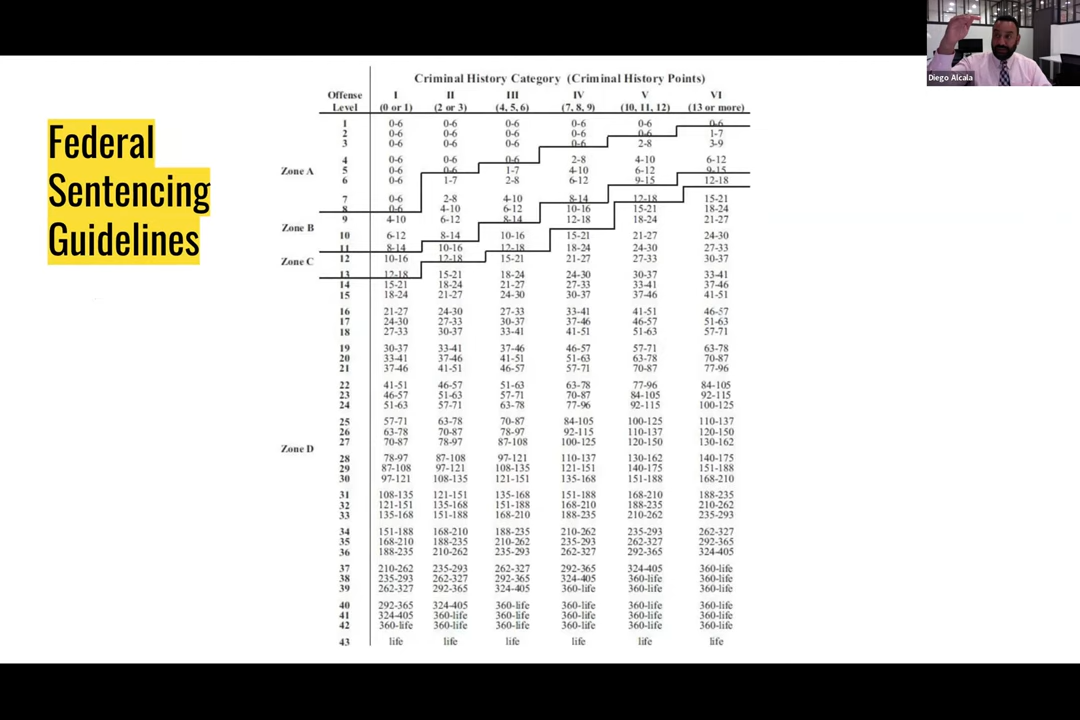 Diego Alcala
Federal
Sentencing
Guidelines
Criminal History Category (Criminal History Points)
Offense I II III IV V VI
Level (0 or 1) (2 or 3) (4, 5, 6) (7, 8, 9) (10, 11, 12) (13 or more)
1 0-6 0-6 0-6 0-6 0-6 0-6
2 0-6 0-6 0-6 0-6 0-6 1-7
3 0-6 0-6 0-6 0-6 2-8 3-9
4 0-6 0-6 0-6 2-8 4-10 6-12
Zone A 5 0-6 0-6 1-7 4-10 6-12 9-15
6 0-6 1-7 2-8 6-12 9-15 12-18
7 0-6 2-8 4-10 8-14 12-18 15-21
8 0-6 4-10 6-12 10-16 15-21 18-24
9 4-10 6-12 8-14 12-18 18-24 21-27
Zone B
10 6-12 8-14 10-16 15-21 21-27 24-30
11 8-14 10-16 12-18 18-24 24-30 27-33
12 10-16 12-18 15-21 21-27 27-33 30-37
Zone C
13 12-18 15-21 18-24 24-30 30-37 33-41
14 15-21 18-24 21-27 27-33 33-41 37-46
15 18-24 21-27 24-30 30-37 37-46 41-51
16 21-27 24-30 27-33 33-41 41-51 46-57
17 24-30 27-33 30-37 37-46 46-57 51-63
18 27-33 30-37 33-41 41-51 51-63 57-71
19 30-37 33-41 37-46 46-57 57-71 63-78
20 33-41 37-46 41-51 51-63 63-78 70-87
21 37-46 41-51 46-57 57-71 70-87 77-96
22 41-51 46-57 51-63 63-78 77-96 84-105
23 46-57 51-63 57-71 70-87 84-105 92-115
24 51-63 57-71 63-78 77-96 92-115 100-125
25 57-71 63-78 70-87 84-105 100-125 110-137
26 63-78 70-87 78-97 92-115 110-137 120-150
27 70-87 78-97 87-108 100-125 120-150 130-162
Zone D
28 78-97 87-108 97-121 110-137 130-162 140-175
29 87-108 97-121 108-135 121-151 140-175 151-188
30 97-121 108-135 121-151 135-168 151-188 168-210
31 108-135 121-151 135-168 151-188 168-210 188-235
32 121-151 135-168 151-188 168-210 188-235 210-262
33 135-168 151-188 168-210 188-235 210-262 235-293
34 151-188 168-210 188-235 210-262 235-293 262-327
35 168-210 188-235 210-262 235-293 262-327 292-365
36 188-235 210-262 235-293 262-327 292-365 324-405
37 210-262 235-293 262-327 292-365 324-405 360-life
38 235-293 262-327 292-365 324-405 360-life 360-life
39 262-327 292-365 324-405 360-life 360-life 360-life
40 292-365 324-405 360-life 360-life 360-life 360-life
41 324-405 360-life 360-life 360-life 360-life 360-life
42 360-life 360-life 360-life 360-life 360-life 360-life
43 life life life life life life